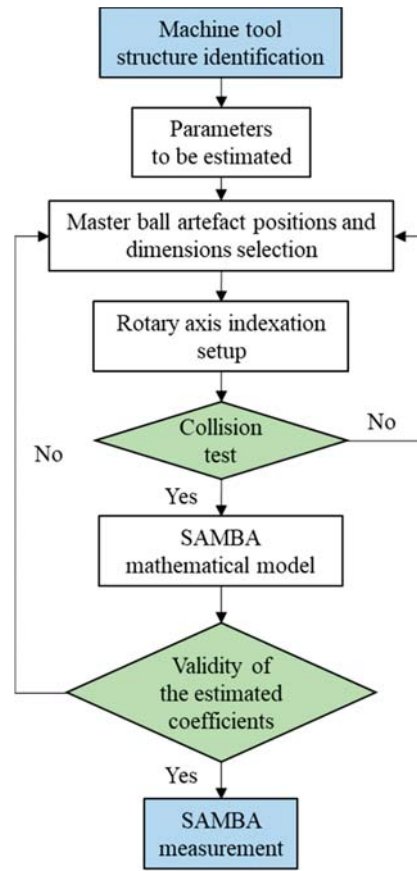 Machine tool
structure identification
Parameters
to be estimated
Master ball artefact positions and
dimensions selection
Rotary axis indexation
setup
Collision
test
No
No
Yes
SAMBA
mathematical model
Validity of
the estimated
coefficients
Yes
SAMBA
measurement